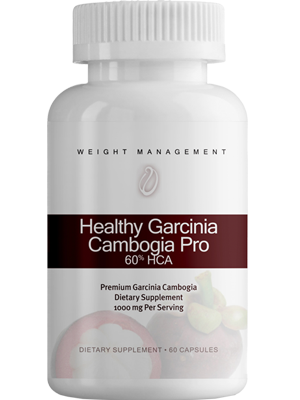 WEIGHT MANAGEMENT
Healthy Garcinia
Cambogia Pro
60% HCA
Premium Garcinia Cambogia
Dietary Supplement
1000 mg Per Serving
DIETARY SUPPLEMENT • 60 CAPSULES